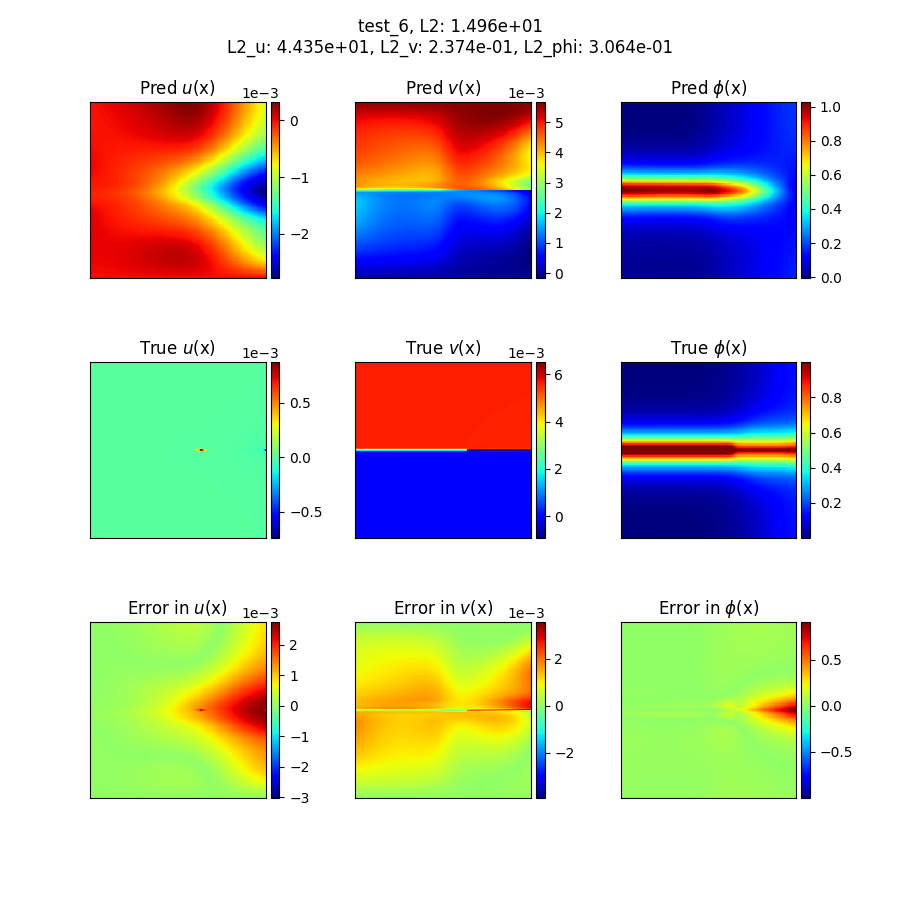 test_6, L2: 1.496e+01
L2_u: 4.435e+01, L2_v: 2.374e-01, L2_phi: 3.064e-01
Pred u(x)
1e−3
0
−1
−2
Pred v(x)
1e−3
5
4
3
2
1
0
Pred ϕ(x)
1.0
0.8
0.6
0.4
0.2
0.0
True u(x)
1e−3
0.5
0.0
−0.5
True v(x)
1e−3
6
4
2
0
True ϕ(x)
0.8
0.6
0.4
0.2
Error in u(x)
1e−3
2
1
0
−1
−2
−3
Error in v(x)
1e−3
2
0
−2
Error in ϕ(x)
0.5
0.0
−0.5